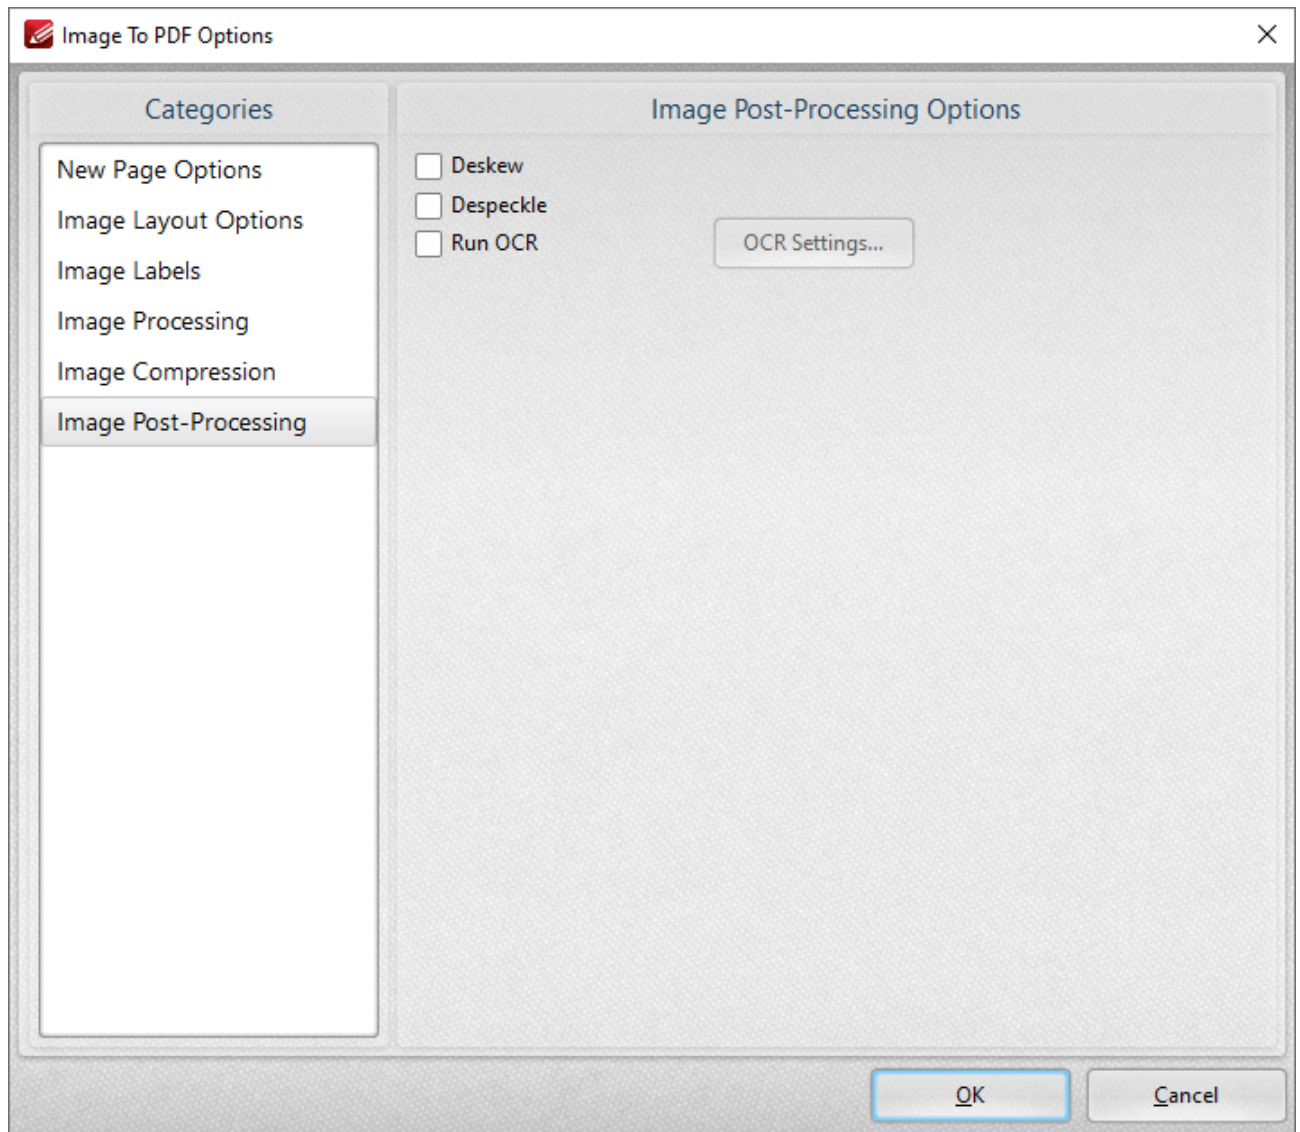 Image To PDF Options
Categories
New Page Options
Image Layout Options
Image Labels
Image Processing
Image Compression
Image Post-Processing
Image Post-Processing Options
Deskew
Despeckle
Run OCR
OCR Settings...
OK
Cancel